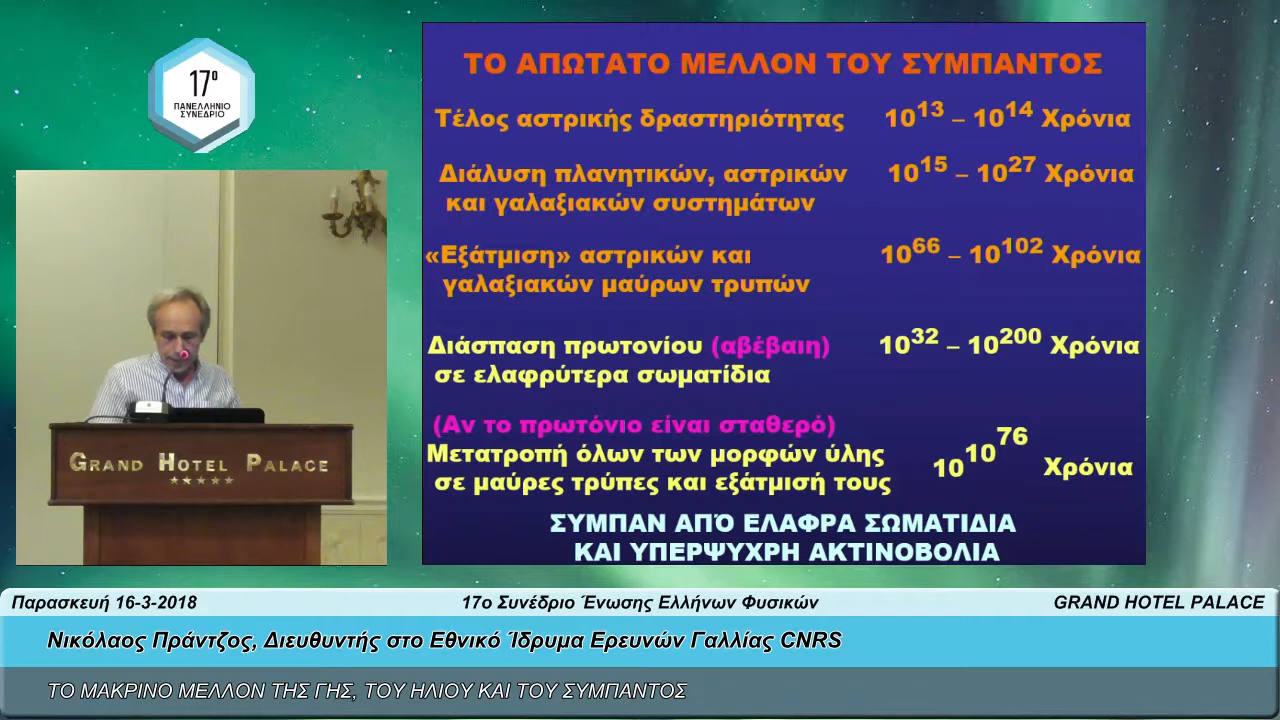 17º
ΠΑΝΕΛΛΗΝΙΟ
ΣΥΝΕΔΡΙΟ
GRAND HOTEL PALACE
★★★★★
ΤΟ ΑΠΩΤΑΤΟ ΜΕΛΛΟΝ ΤΟΥ ΣΥΜΠΑΝΤΟΣ
Τέλος αστρικής δραστηριότητας 10^13 – 10^14 Χρόνια
Διάλυση πλανητικών, αστρικών 10^15 – 10^27 Χρόνια
και γαλαξιακών συστημάτων
«Εξάτμιση» αστρικών και 10^66 – 10^102 Χρόνια
γαλαξιακών μαύρων τρυπών
Διάσπαση πρωτονίου (αβέβαιη) 10^32 – 10^200 Χρόνια
σε ελαφρύτερα σωματίδια
(Αν το πρωτόνιο είναι σταθερό)
Μετατροπή όλων των μορφών ύλης 10^10^76 Χρόνια
σε μαύρες τρύπες και εξάτμισή τους
ΣΥΜΠΑΝ ΑΠΌ ΕΛΑΦΡΑ ΣΩΜΑΤΙΔΙΑ
ΚΑΙ ΥΠΕΡΨΥΧΡΗ ΑΚΤΙΝΟΒΟΛΙΑ
Παρασκευή 16-3-2018 17ο Συνέδριο Ένωσης Ελλήνων Φυσικών GRAND HOTEL PALACE
Νικόλαος Πράντζος, Διευθυντής στο Εθνικό Ίδρυμα Ερευνών Γαλλίας CNRS
ΤΟ ΜΑΚΡΙΝΟ ΜΕΛΛΟΝ ΤΗΣ ΓΗΣ, ΤΟΥ ΗΛΙΟΥ ΚΑΙ ΤΟΥ ΣΥΜΠΑΝΤΟΣ